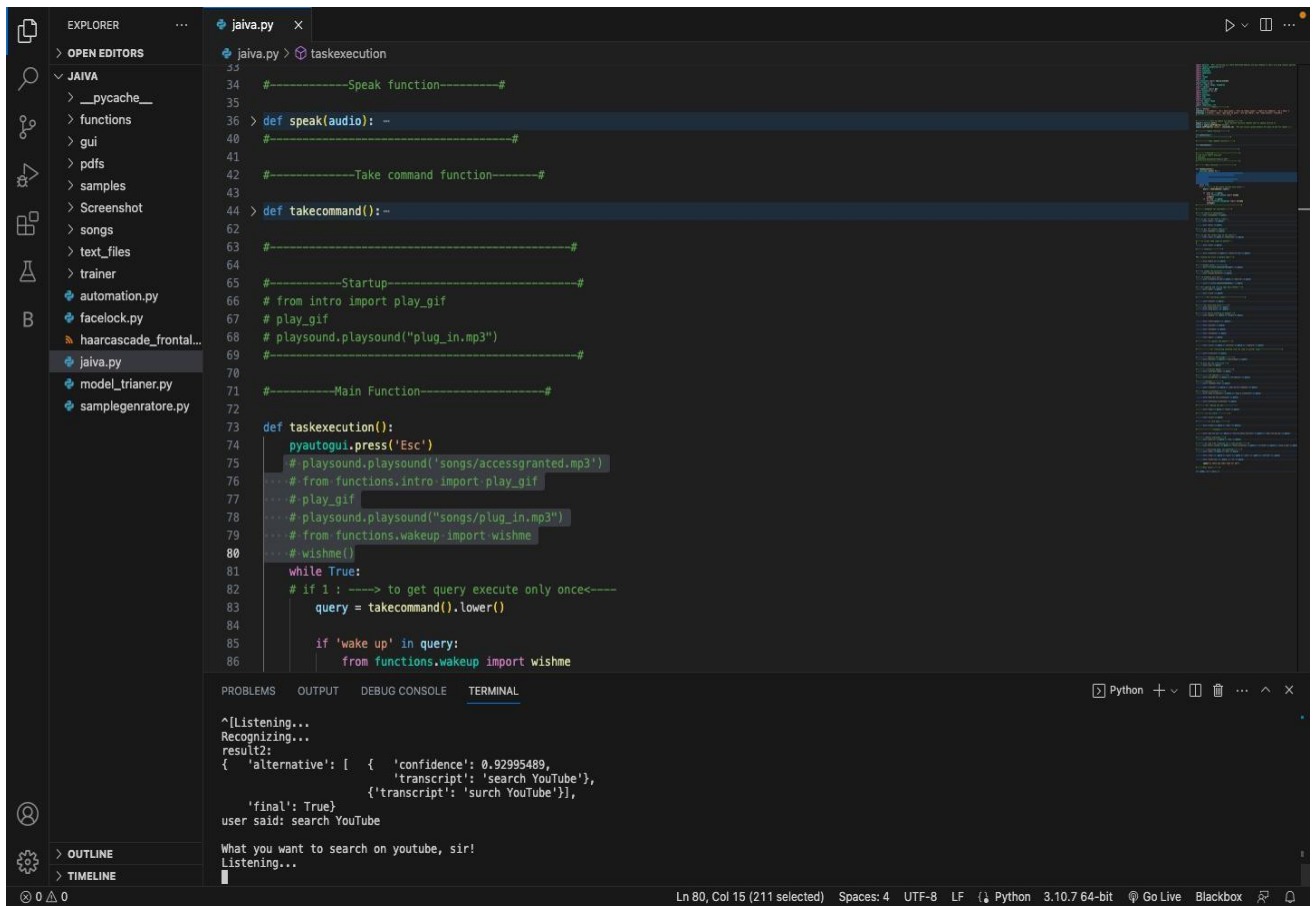 EXPLORER ...
> OPEN EDITORS
JAIVA
> __pycache__
> functions
> gui
> pdfs
> samples
> Screenshot
> songs
> text_files
> trainer
automation.py
facelock.py
haarcascade_frontal...
jaiva.py
model_trianer.py
samplegenratore.py
B
> OUTLINE
> TIMELINE
jaiva.py ×
jaiva.py > taskexecution
33
34 #------------Speak function---------#
35
36 > def speak(audio): ...
40 #-------------------------------------#
41
42 #-------------Take command function-------#
43
44 > def takecommand(): ...
62
63 #----------------------------------------------#
64
65 #-----------Startup-----------------------------#
66 # from intro import play_gif
67 # play_gif
68 # playsound.playsound("plug_in.mp3")
69 #-----------------------------------------------#
70
71 #----------Main Function-------------------#
72
73 def taskexecution():
74 pyautogui.press('Esc')
75 # playsound.playsound('songs/accessgranted.mp3')
76 # from functions.intro import play_gif
77 # play_gif
78 # playsound.playsound("songs/plug_in.mp3")
79 # from functions.wakeup import wishme
80 # wishme()
81 while True:
82 # if 1 : ----> to get query execute only once<----
83 query = takecommand().lower()
84
85 if 'wake up' in query:
86 from functions.wakeup import wishme
PROBLEMS OUTPUT DEBUG CONSOLE TERMINAL Python
^[Listening...
Recognizing...
result2:
{ 'alternative': [ { 'confidence': 0.92995489,
'transcript': 'search YouTube'},
{'transcript': 'surch YouTube'}],
'final': True}
user said: search YouTube
What you want to search on youtube, sir!
Listening...
0 0 Ln 80, Col 15 (211 selected) Spaces: 4 UTF-8 LF Python 3.10.7 64-bit Go Live Blackbox